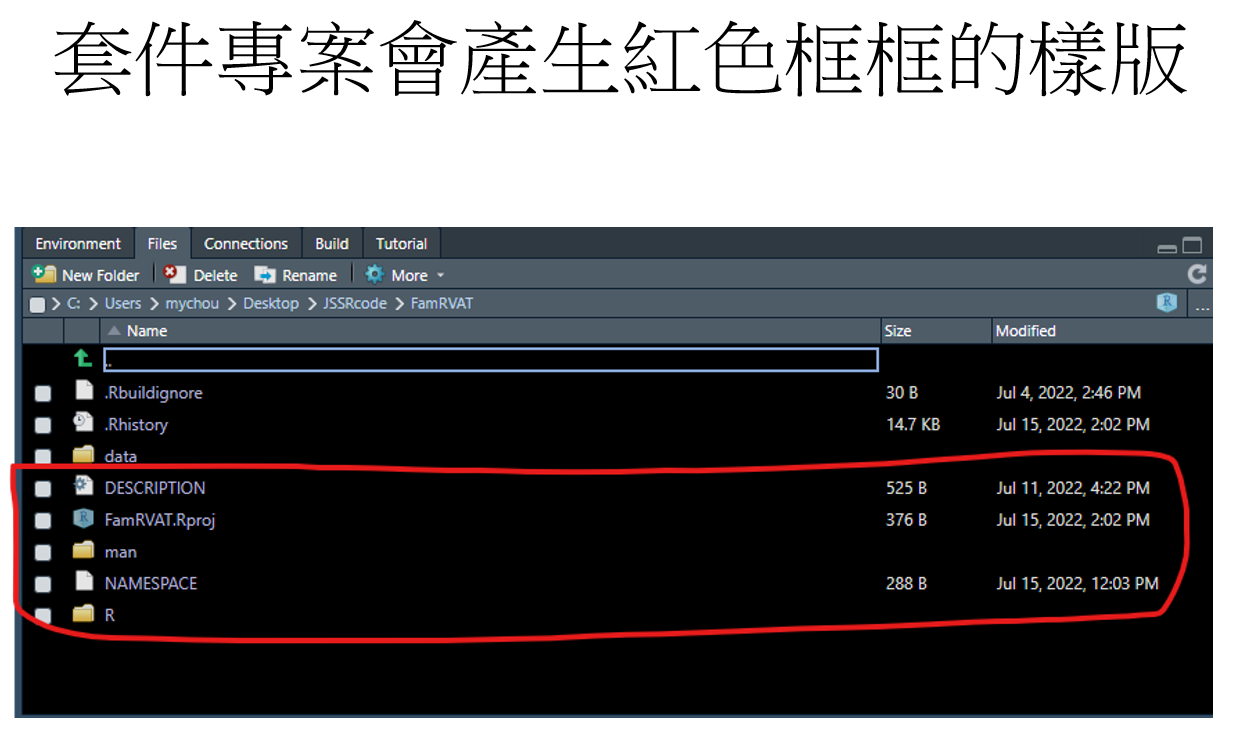 套件專案會產生紅色框框的樣版
Environment Files Connections Build Tutorial
New Folder Delete Rename More
C: Users mychou Desktop JSSRcode FamRVAT R ...
Name Size Modified
..
.Rbuildignore 30 B Jul 4, 2022, 2:46 PM
.Rhistory 14.7 KB Jul 15, 2022, 2:02 PM
data
DESCRIPTION 525 B Jul 11, 2022, 4:22 PM
FamRVAT.Rproj 376 B Jul 15, 2022, 2:02 PM
man
NAMESPACE 288 B Jul 15, 2022, 12:03 PM
R